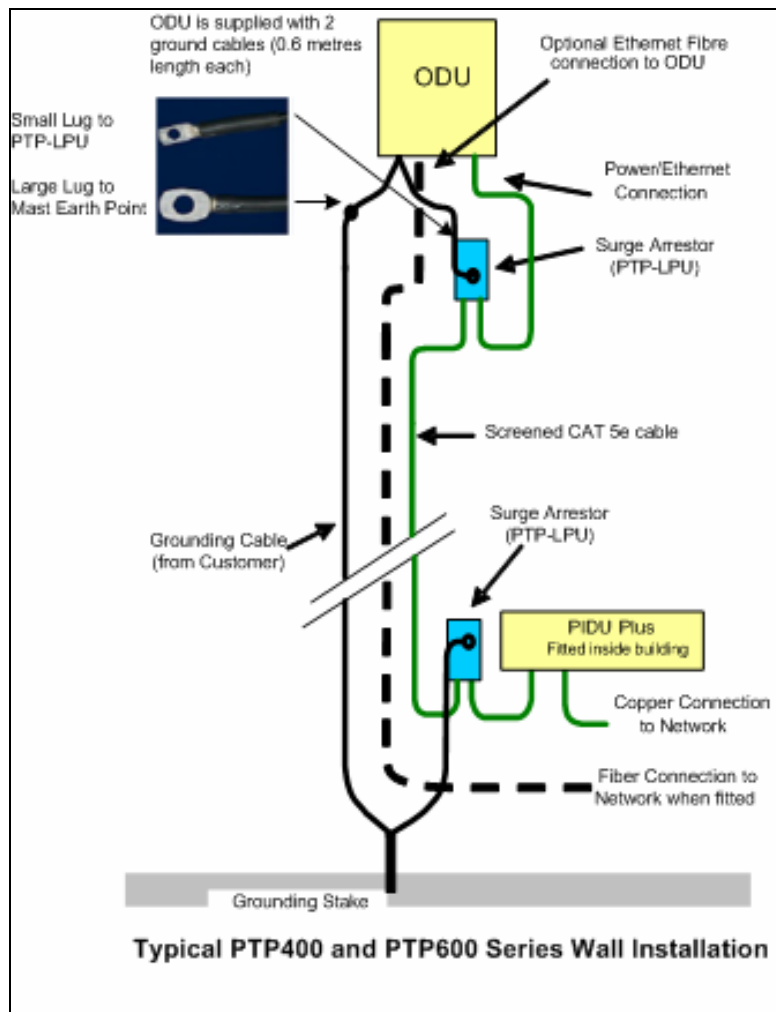 ODU is supplied with 2
ground cables (0.6 metres
length each)
ODU
Optional Ethernet Fibre
connection to ODU
Small Lug to
PTP-LPU
Large Lug to
Mast Earth Point
Power/Ethernet
Connection
Surge Arrestor
(PTP-LPU)
Screened CAT 5e cable
Grounding Cable
(from Customer)
Surge Arrestor
(PTP-LPU)
PIDU Plus
Fitted inside building
Copper Connection
to Network
Fiber Connection to
Network when fitted
Grounding Stake
Typical PTP400 and PTP600 Series Wall Installation